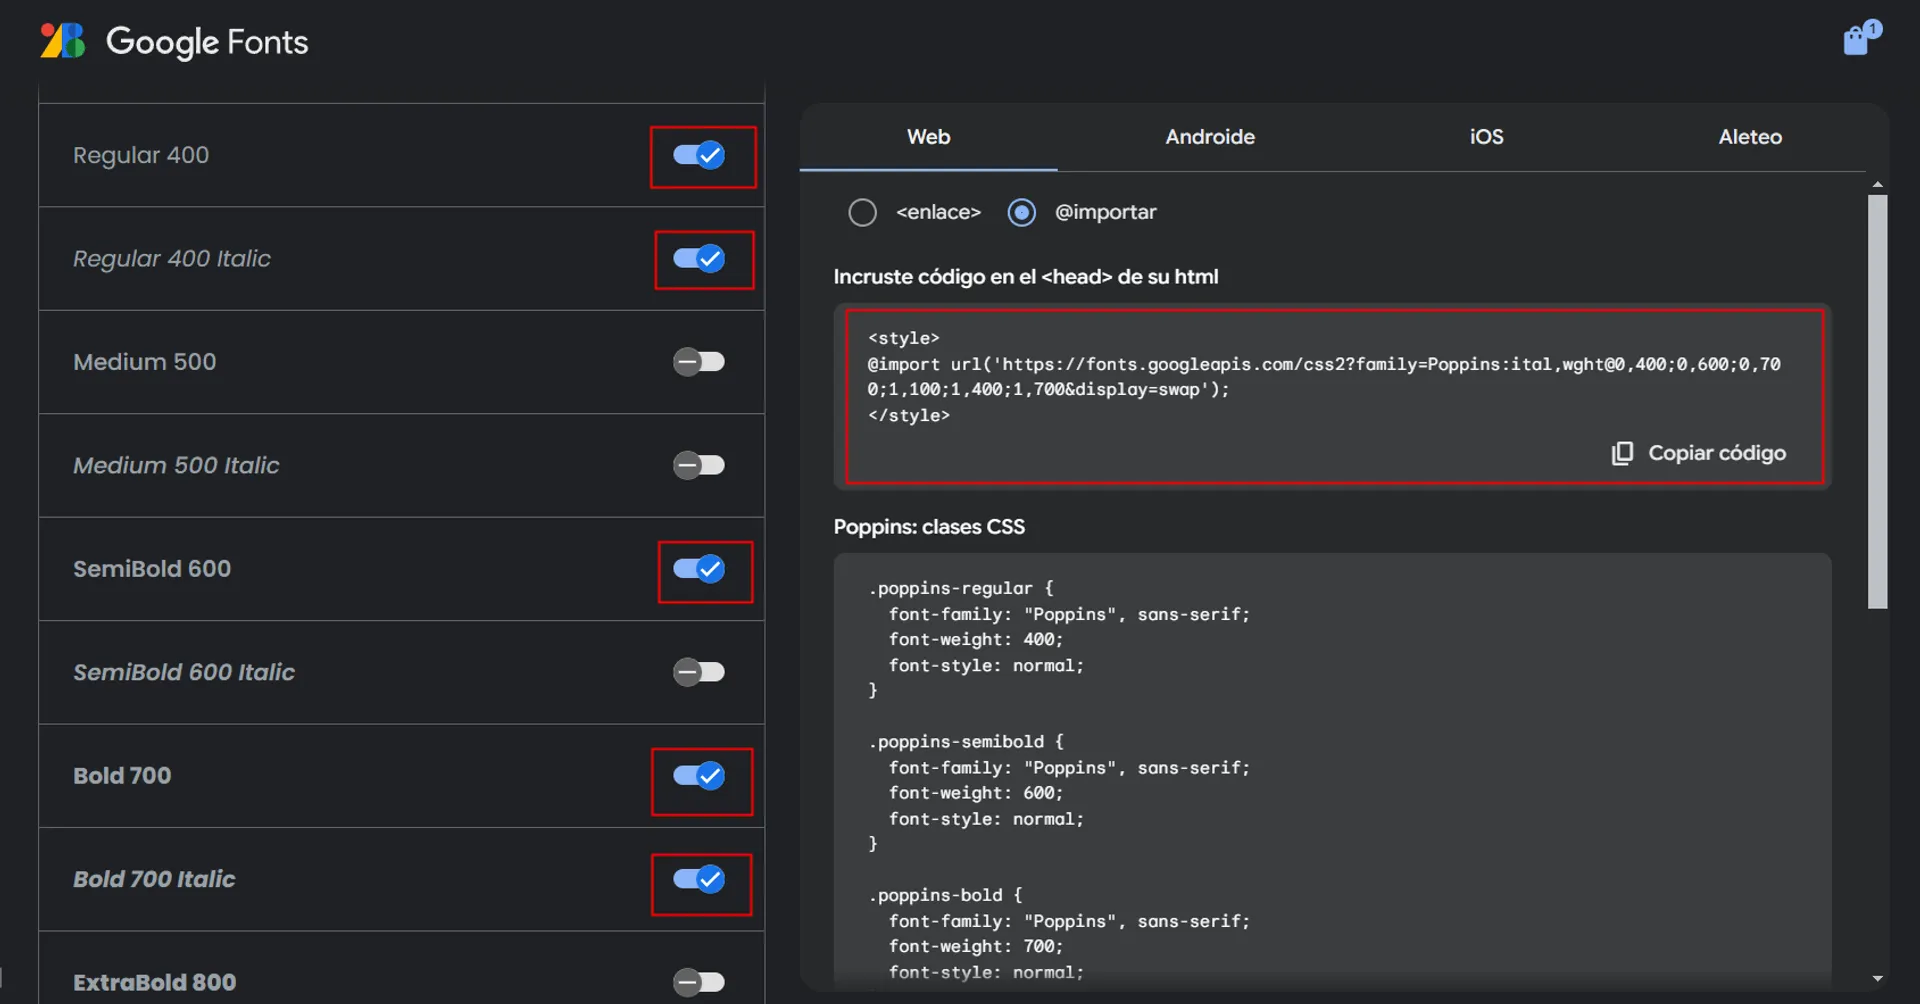 Google Fonts
1
Regular 400
Regular 400 Italic
Medium 500
Medium 500 Italic
SemiBold 600
SemiBold 600 Italic
Bold 700
Bold 700 Italic
ExtraBold 800
Web
Androide
iOS
Aleteo
<enlace>
@importar
Incruste código en el <head> de su html
<style>
@import url('https://fonts.googleapis.com/css2?family=Poppins:ital,wght@0,400;0,600;0,70
0;1,100;1,400;1,700&display=swap');
</style>
Copiar código
Poppins: clases CSS
.poppins-regular {
  font-family: "Poppins", sans-serif;
  font-weight: 400;
  font-style: normal;
}
.poppins-semibold {
  font-family: "Poppins", sans-serif;
  font-weight: 600;
  font-style: normal;
}
.poppins-bold {
  font-family: "Poppins", sans-serif;
  font-weight: 700;
  font-style: normal;